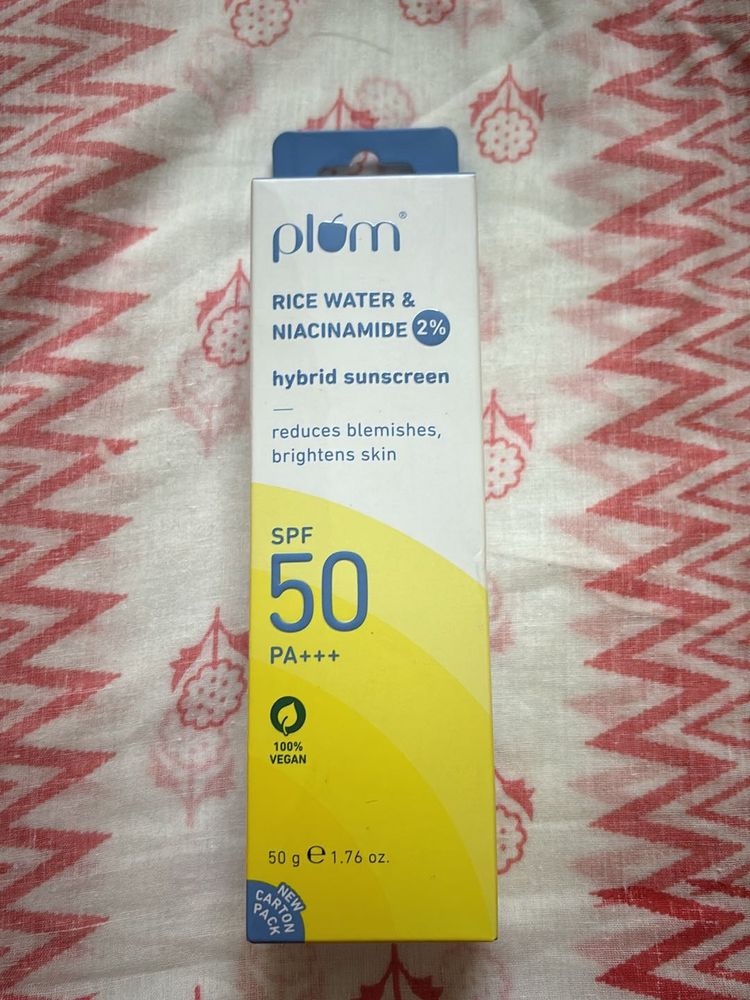 plum®
RICE WATER &
NIACINAMIDE 2%
hybrid sunscreen
reduces blemishes,
brightens skin
SPF
50
PA+++
100%
VEGAN
50 g ℮ 1.76 oz.
NEW
CARTON
PACK